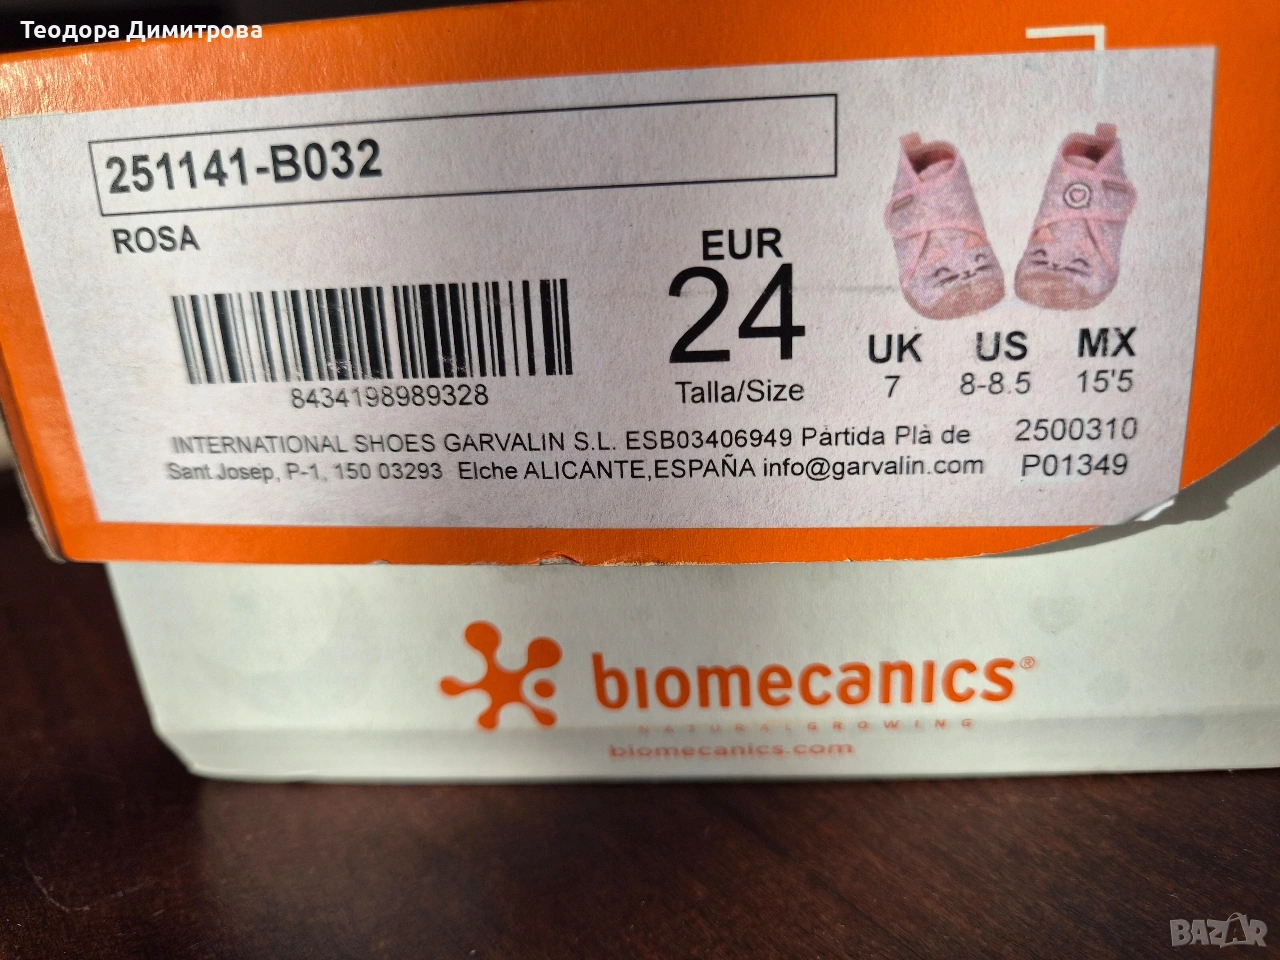 Теодора Димитрова
251141-B032
ROSA
EUR
24
Talla/Size
UK US MX
7 8-8.5 15'5
8434198989328
INTERNATIONAL SHOES GARVALIN S.L. ESB03406949 Pàrtida Plà de 2500310
Sant Josep, P-1, 150 03293 Elche ALICANTE,ESPAÑA info@garvalin.com P01349
biomecanics®
NATURALGROWING
biomecanics.com
BAZAR